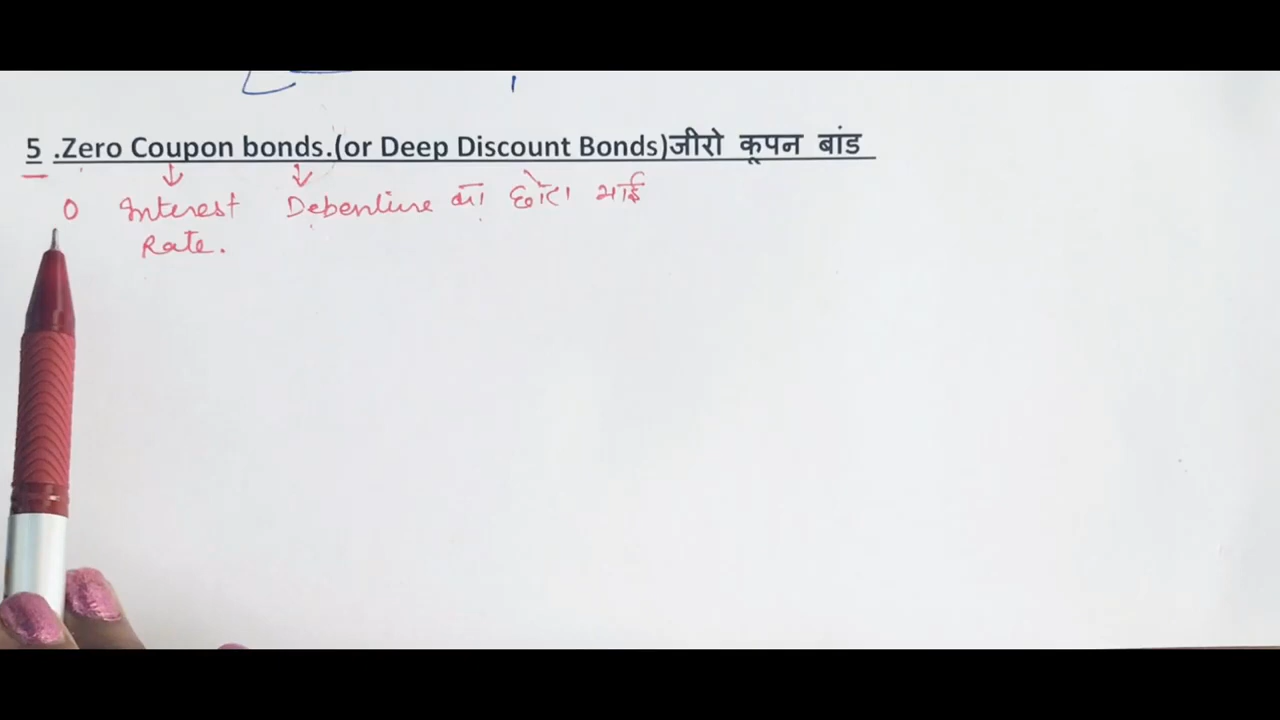 5 .Zero Coupon bonds.(or Deep Discount Bonds)जीरो कूपन बांड
0 Interest Debenture का छोटा भाई
Rate.